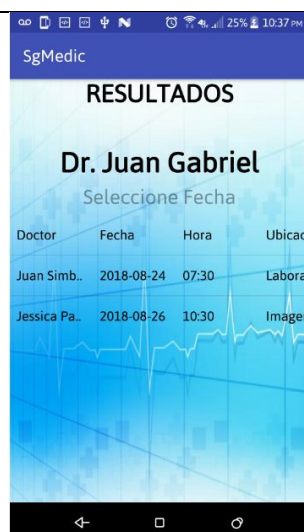 25% 10:37 PM
SgMedic
RESULTADOS
Dr. Juan Gabriel
Seleccione Fecha
Doctor Fecha Hora Ubicac
Juan Simb.. 2018-08-24 07:30 Labora
Jessica Pa.. 2018-08-26 10:30 Image